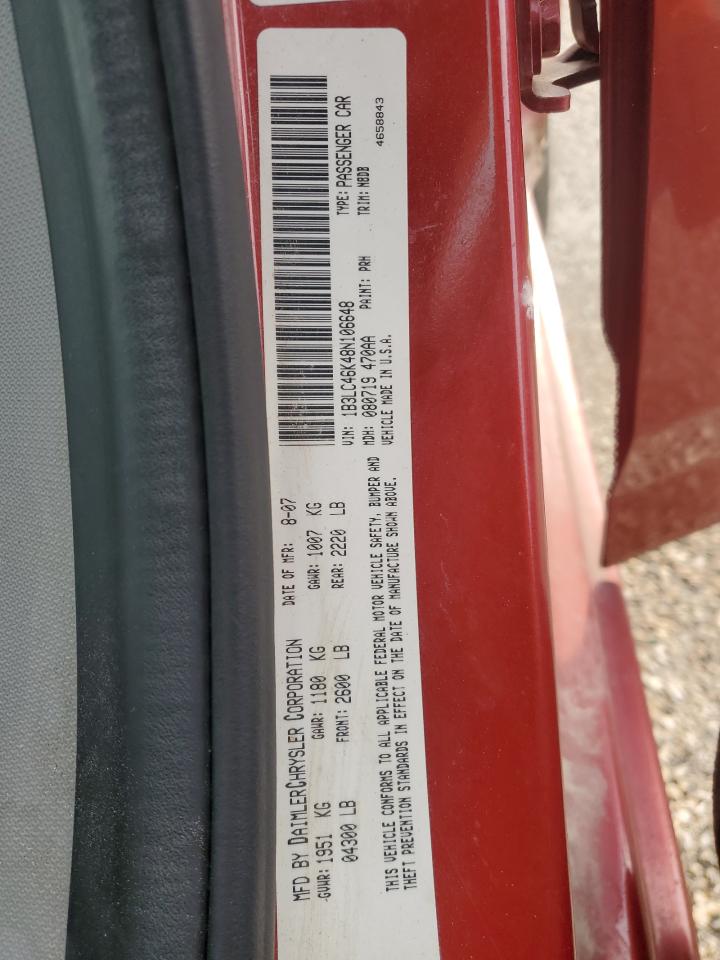 MFD BY DAIMLERCHRYSLER CORPORATION
DATE OF MFR: 8-07
GVWR: 1951 KG
GAWR: 1180 KG
GAWR: 1007 KG
04300 LB
FRONT: 2600 LB
REAR: 2220 LB
THIS VEHICLE CONFORMS TO ALL APPLICABLE FEDERAL MOTOR VEHICLE SAFETY, BUMPER AND
THEFT PREVENTION STANDARDS IN EFFECT ON THE DATE OF MANUFACTURE SHOWN ABOVE.
VIN: 1B3LC46K48N106648
TYPE: PASSENGER CAR
MDH: 080719 470AA
PAINT: PRH
TRIM: M8DB
VEHICLE MADE IN U.S.A.
4658843